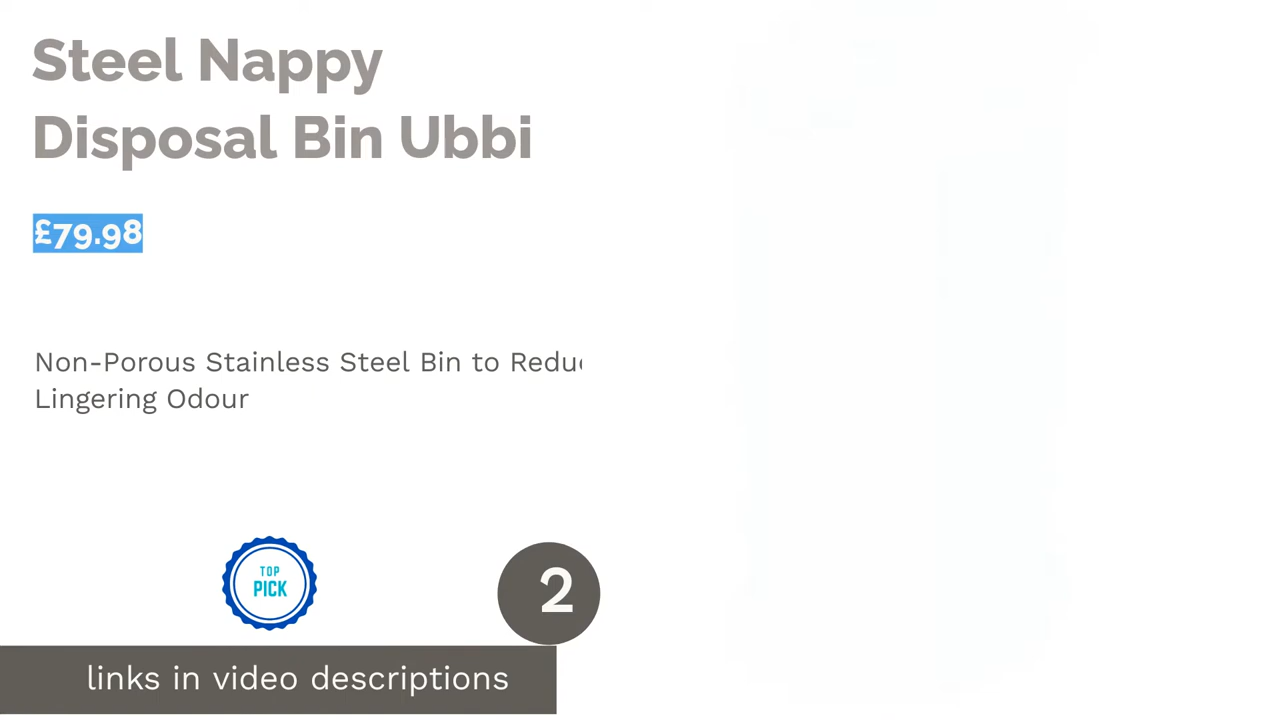 Steel Nappy
Disposal Bin Ubbi
£79.98
Non-Porous Stainless Steel Bin to
Lingering Odour
TOP
PICK
2
links in video descriptions